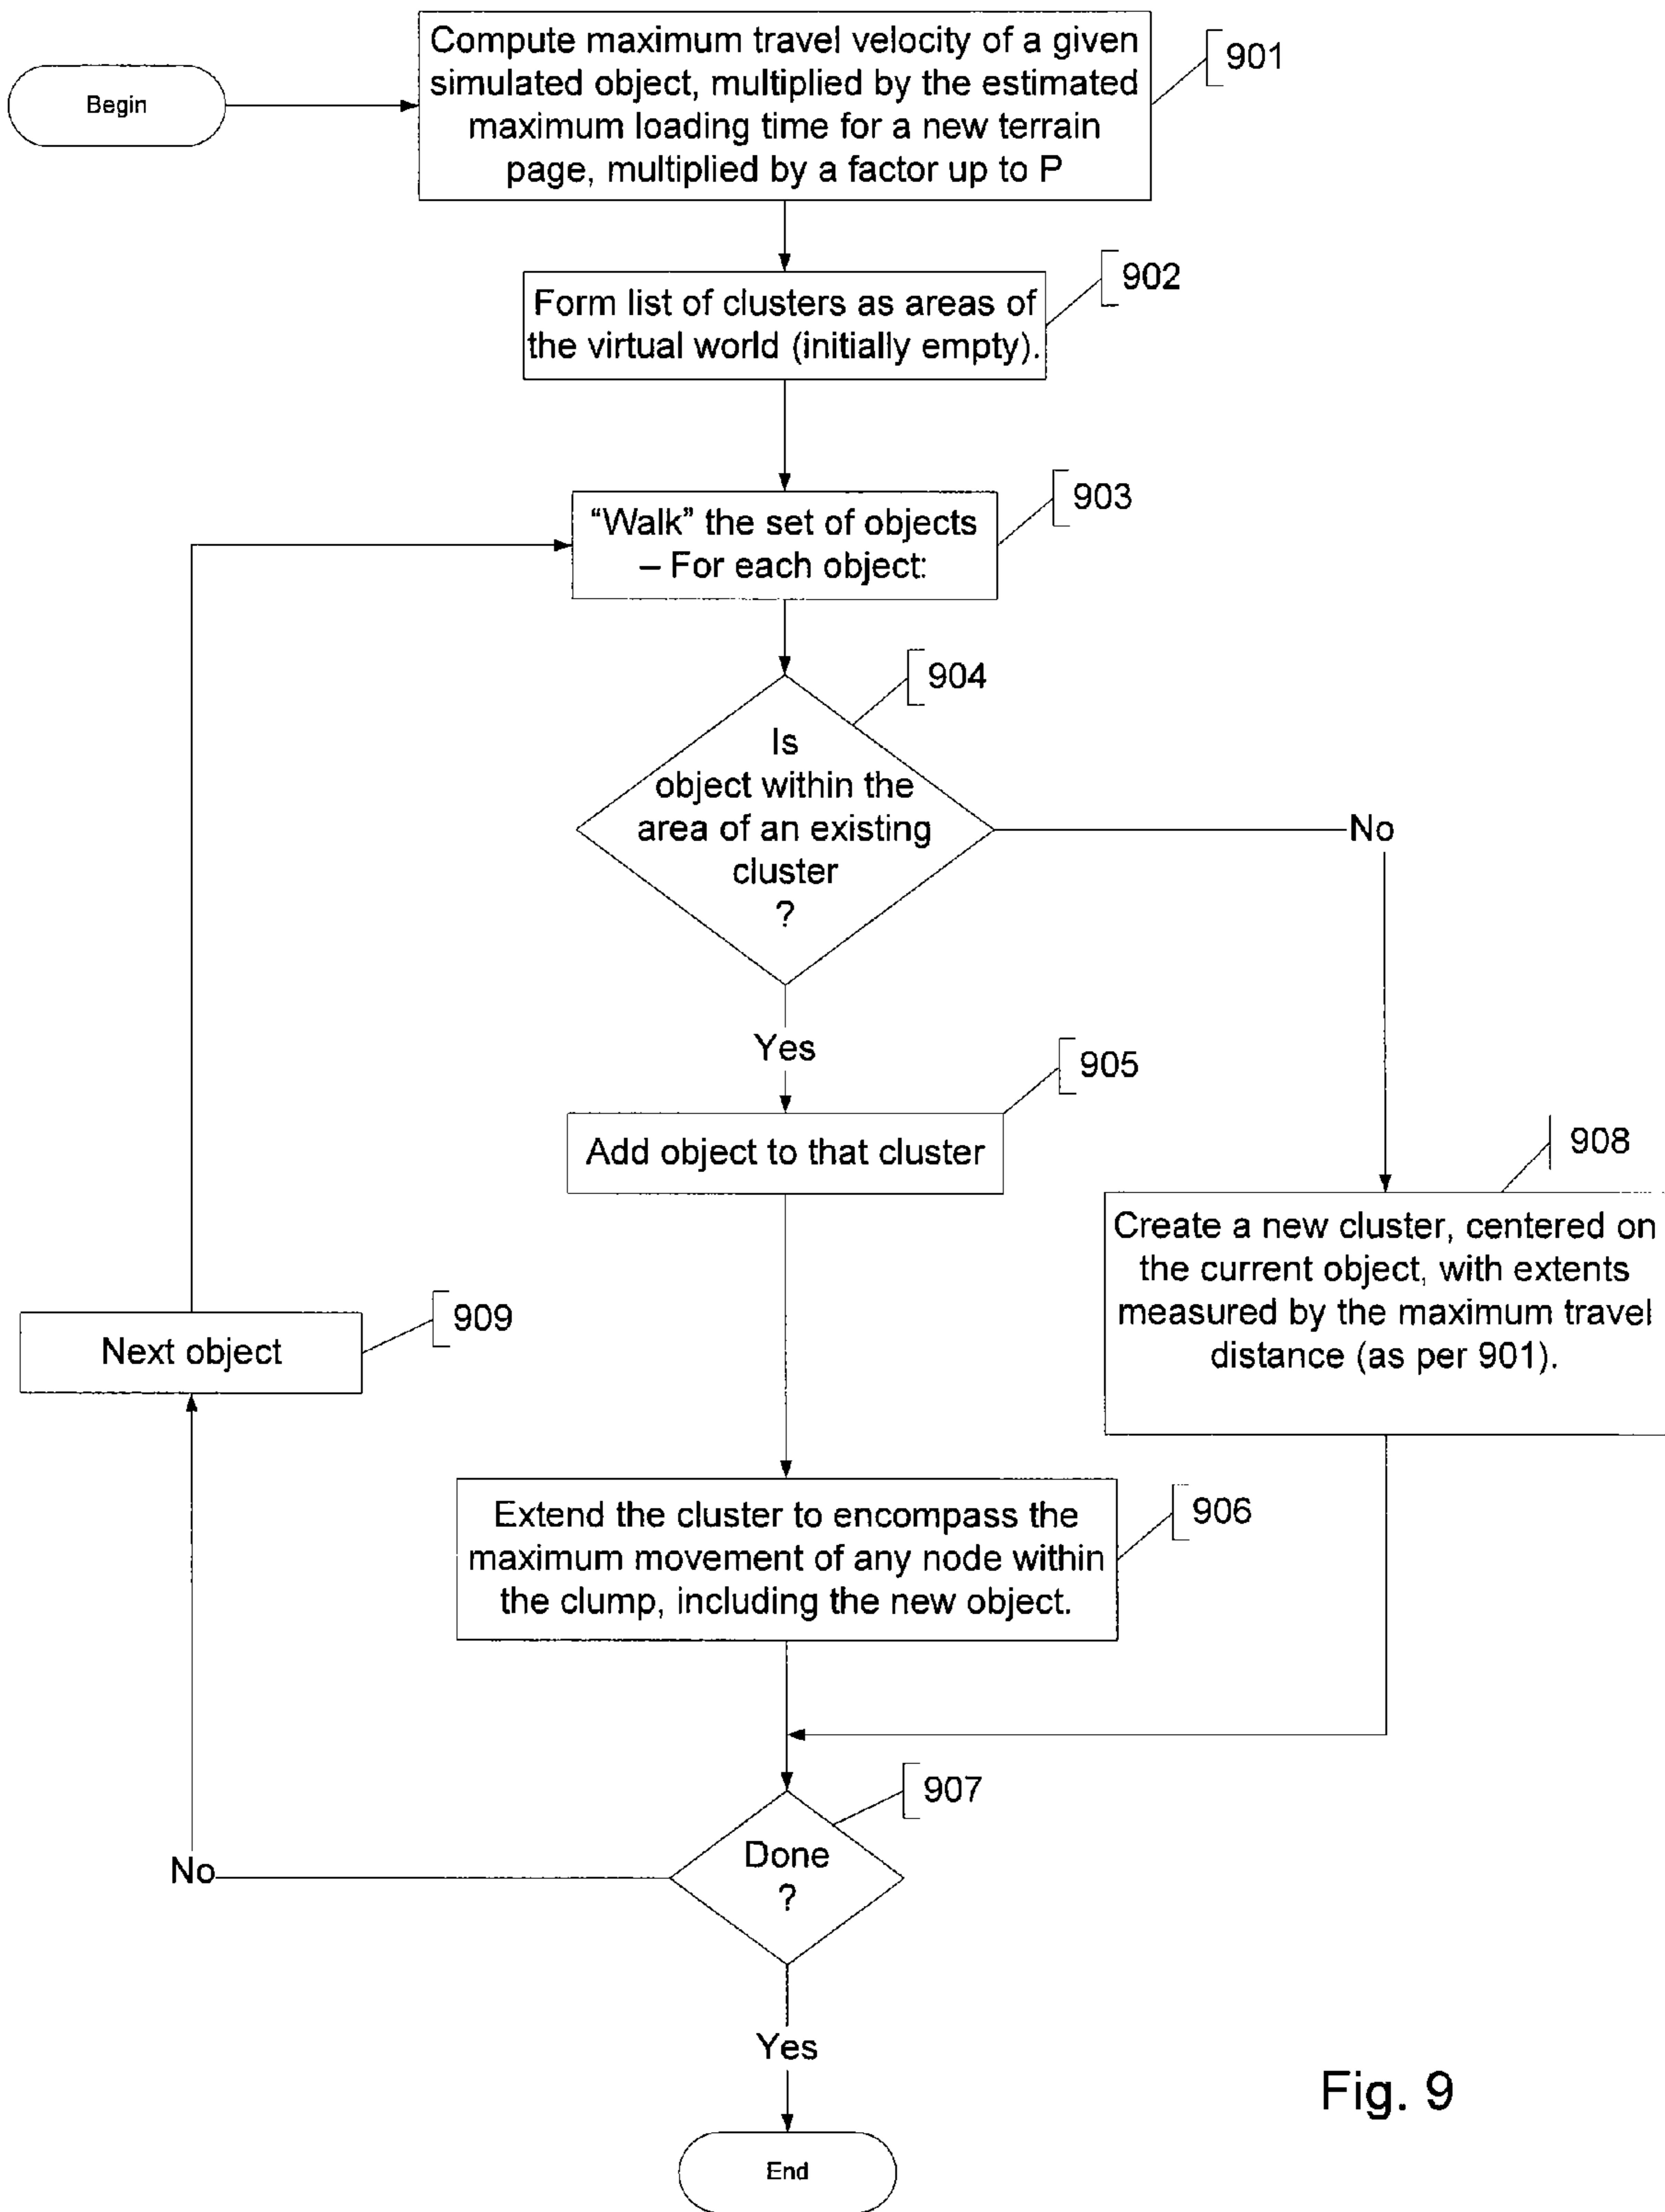 Begin
Compute maximum travel velocity of a given
simulated object, multiplied by the estimated
maximum loading time for a new terrain
page, multiplied by a factor up to P
901
Form list of clusters as areas of
the virtual world (initially empty).
902
“Walk” the set of objects
– For each object:
903
Is
object within the
area of an existing
cluster
?
904
No
Yes
Add object to that cluster
905
Create a new cluster, centered on
the current object, with extents
measured by the maximum travel
distance (as per 901).
908
Next object
909
Extend the cluster to encompass the
maximum movement of any node within
the clump, including the new object.
906
Done
?
907
No
Yes
End
Fig. 9